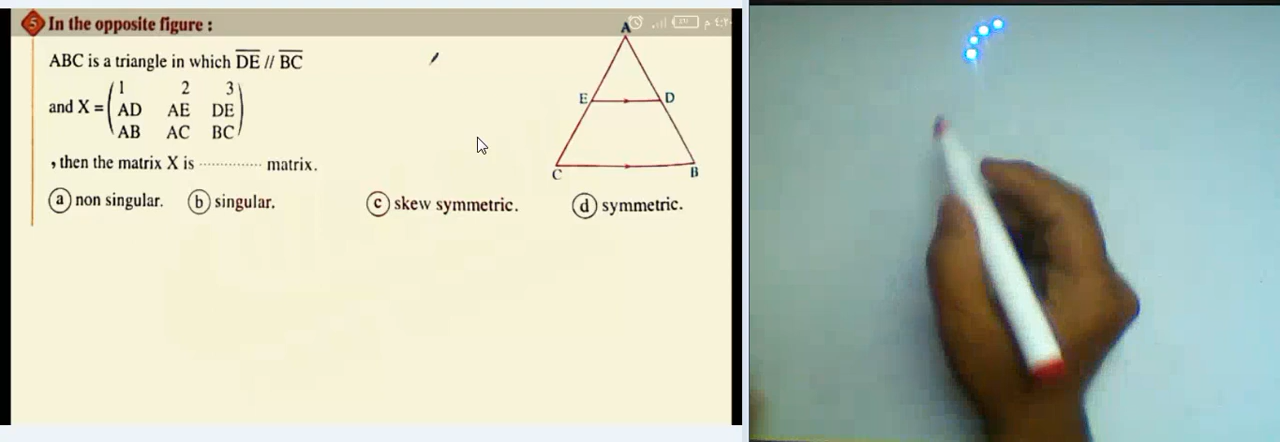 5 In the opposite figure :
ABC is a triangle in which DE // BC
and X = ( 1 2 3
AD AE DE
AB AC BC )
, then the matrix X is .............. matrix.
a non singular. b singular. c skew symmetric. d symmetric.
A
E D
C B